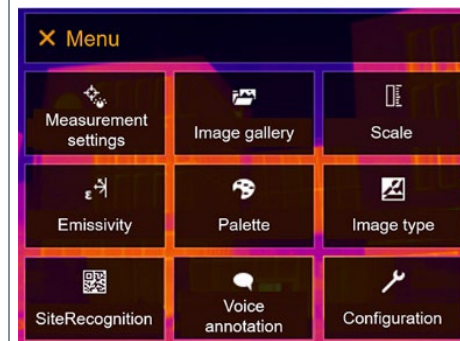 Menu
Measurement
settings
Image gallery
Scale
ε
Emissivity
Palette
Image type
SiteRecognition
Voice
annotation
Configuration